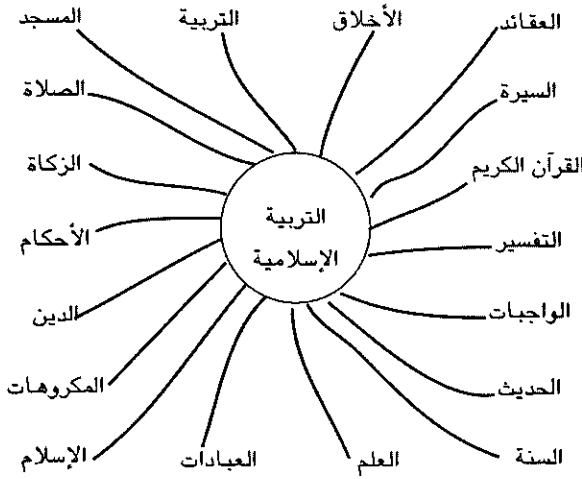 العقائد
الأخلاق
التربية
المسجد
السيرة
الصلاة
القرآن الكريم
الزكاة
التربية
الإسلامية
التفسير
الأحكام
الواجبات
الدين
الحديث
المكروهات
السنة
العلم
العبادات
الإسلام